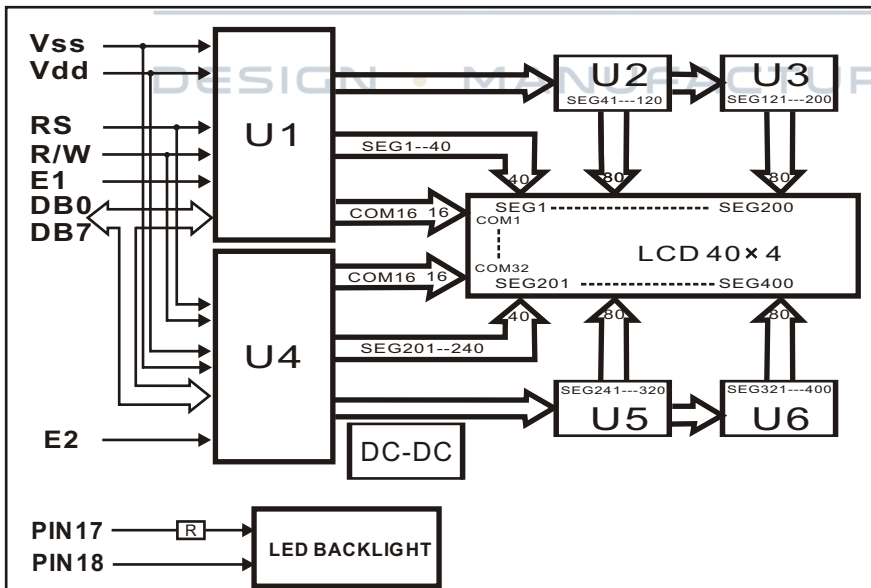 DESIGN • MANUFACTUR
Vss
Vdd
RS
R/W
E1
DB0
DB7
E2
U1
U4
U2
SEG41---120
U3
SEG121---200
SEG1--40
40
80
80
COM16 16
COM16 16
SEG1 SEG200
COM1
LCD 40×4
COM32
SEG201 SEG400
40
80
80
SEG201--240
SEG241---320
U5
SEG321---400
U6
DC-DC
PIN17
R
PIN18
LED BACKLIGHT